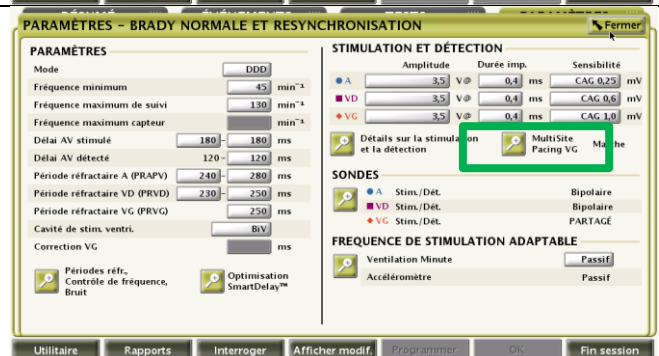 PARAMÈTRES - BRADY NORMALE ET RESYNCHRONISATION
Fermer
PARAMÈTRES
Mode DDD
Fréquence minimum 45 min⁻¹
Fréquence maximum de suivi 130 min⁻¹
Fréquence maximum capteur min⁻¹
Délai AV stimulé 180 - 180 ms
Délai AV détecté 120 - 120 ms
Période réfractaire A (PRAPV) 240 - 280 ms
Période réfractaire VD (PRVD) 230 - 250 ms
Période réfractaire VG (PRVG) 250 ms
Cavité de stim. ventri. BiV
Correction VG ms
Périodes réfr.,
Contrôle de fréquence,
Bruit
Optimisation
SmartDelay™
STIMULATION ET DÉTECTION
Amplitude Durée imp. Sensibilité
A 3,5 V@ 0,4 ms CAG 0,25 mV
VD 3,5 V@ 0,4 ms CAG 0,6 mV
VG 3,5 V@ 0,4 ms CAG 1,0 mV
Détails sur la stimulation
et la détection
MultiSite
Pacing VG
Marche
SONDES
A Stim./Dét. Bipolaire
VD Stim./Dét. Bipolaire
VG Stim./Dét. PARTAGÉ
FREQUENCE DE STIMULATION ADAPTABLE
Ventilation Minute Passif
Accéléromètre Passif
Utilitaire Rapports Interroger Afficher modif. Programmer OK Fin session